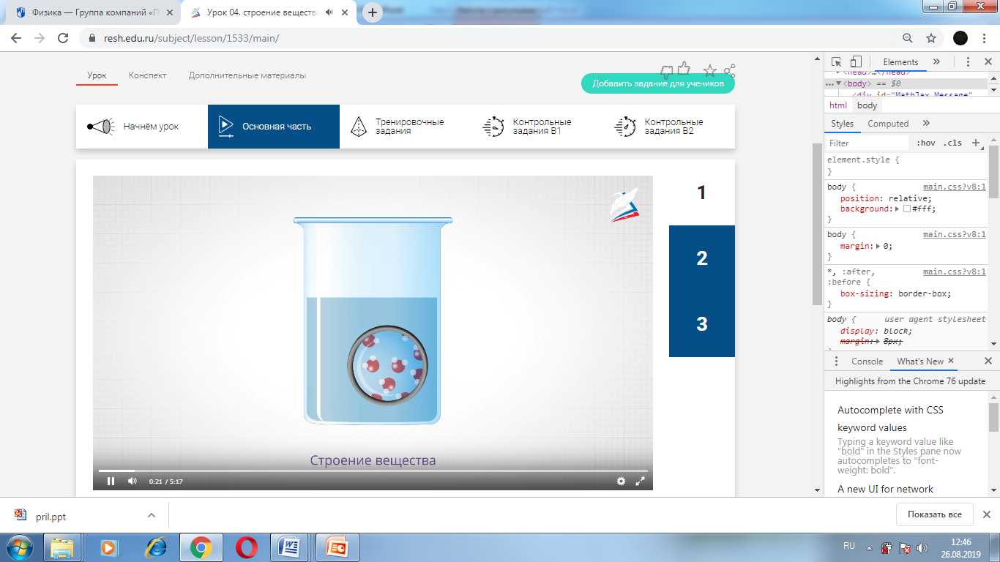 Физика — Группа компаний «П
Урок 04. строение вещества
resh.edu.ru/subject/lesson/1533/main/
Урок
Конспект
Дополнительные материалы
Добавить задание для учеников
Начнём урок
Основная часть
Тренировочные
задания
Контрольные
задания В1
Контрольные
задания В2
1
2
3
Строение вещества
0:21 / 5:17
Elements
<head>…</head>
<body> == $0
<div id="MathJax_Message"
html body
Styles Computed
Filter :hov .cls
element.style {
}
body { main.css?v8:1
position: relative;
background: #fff;
}
body { main.css?v8:1
margin: 0;
}
*, :after, main.css?v8:1
:before {
box-sizing: border-box;
}
body { user agent stylesheet
display: block;
margin: 8px;
Console What's New
Highlights from the Chrome 76 update
Autocomplete with CSS
keyword values
Typing a keyword value like
"bold" in the Styles pane now
autocompletes to "font-
weight: bold".
A new UI for network
pril.ppt
Показать все
RU
12:46
26.08.2019